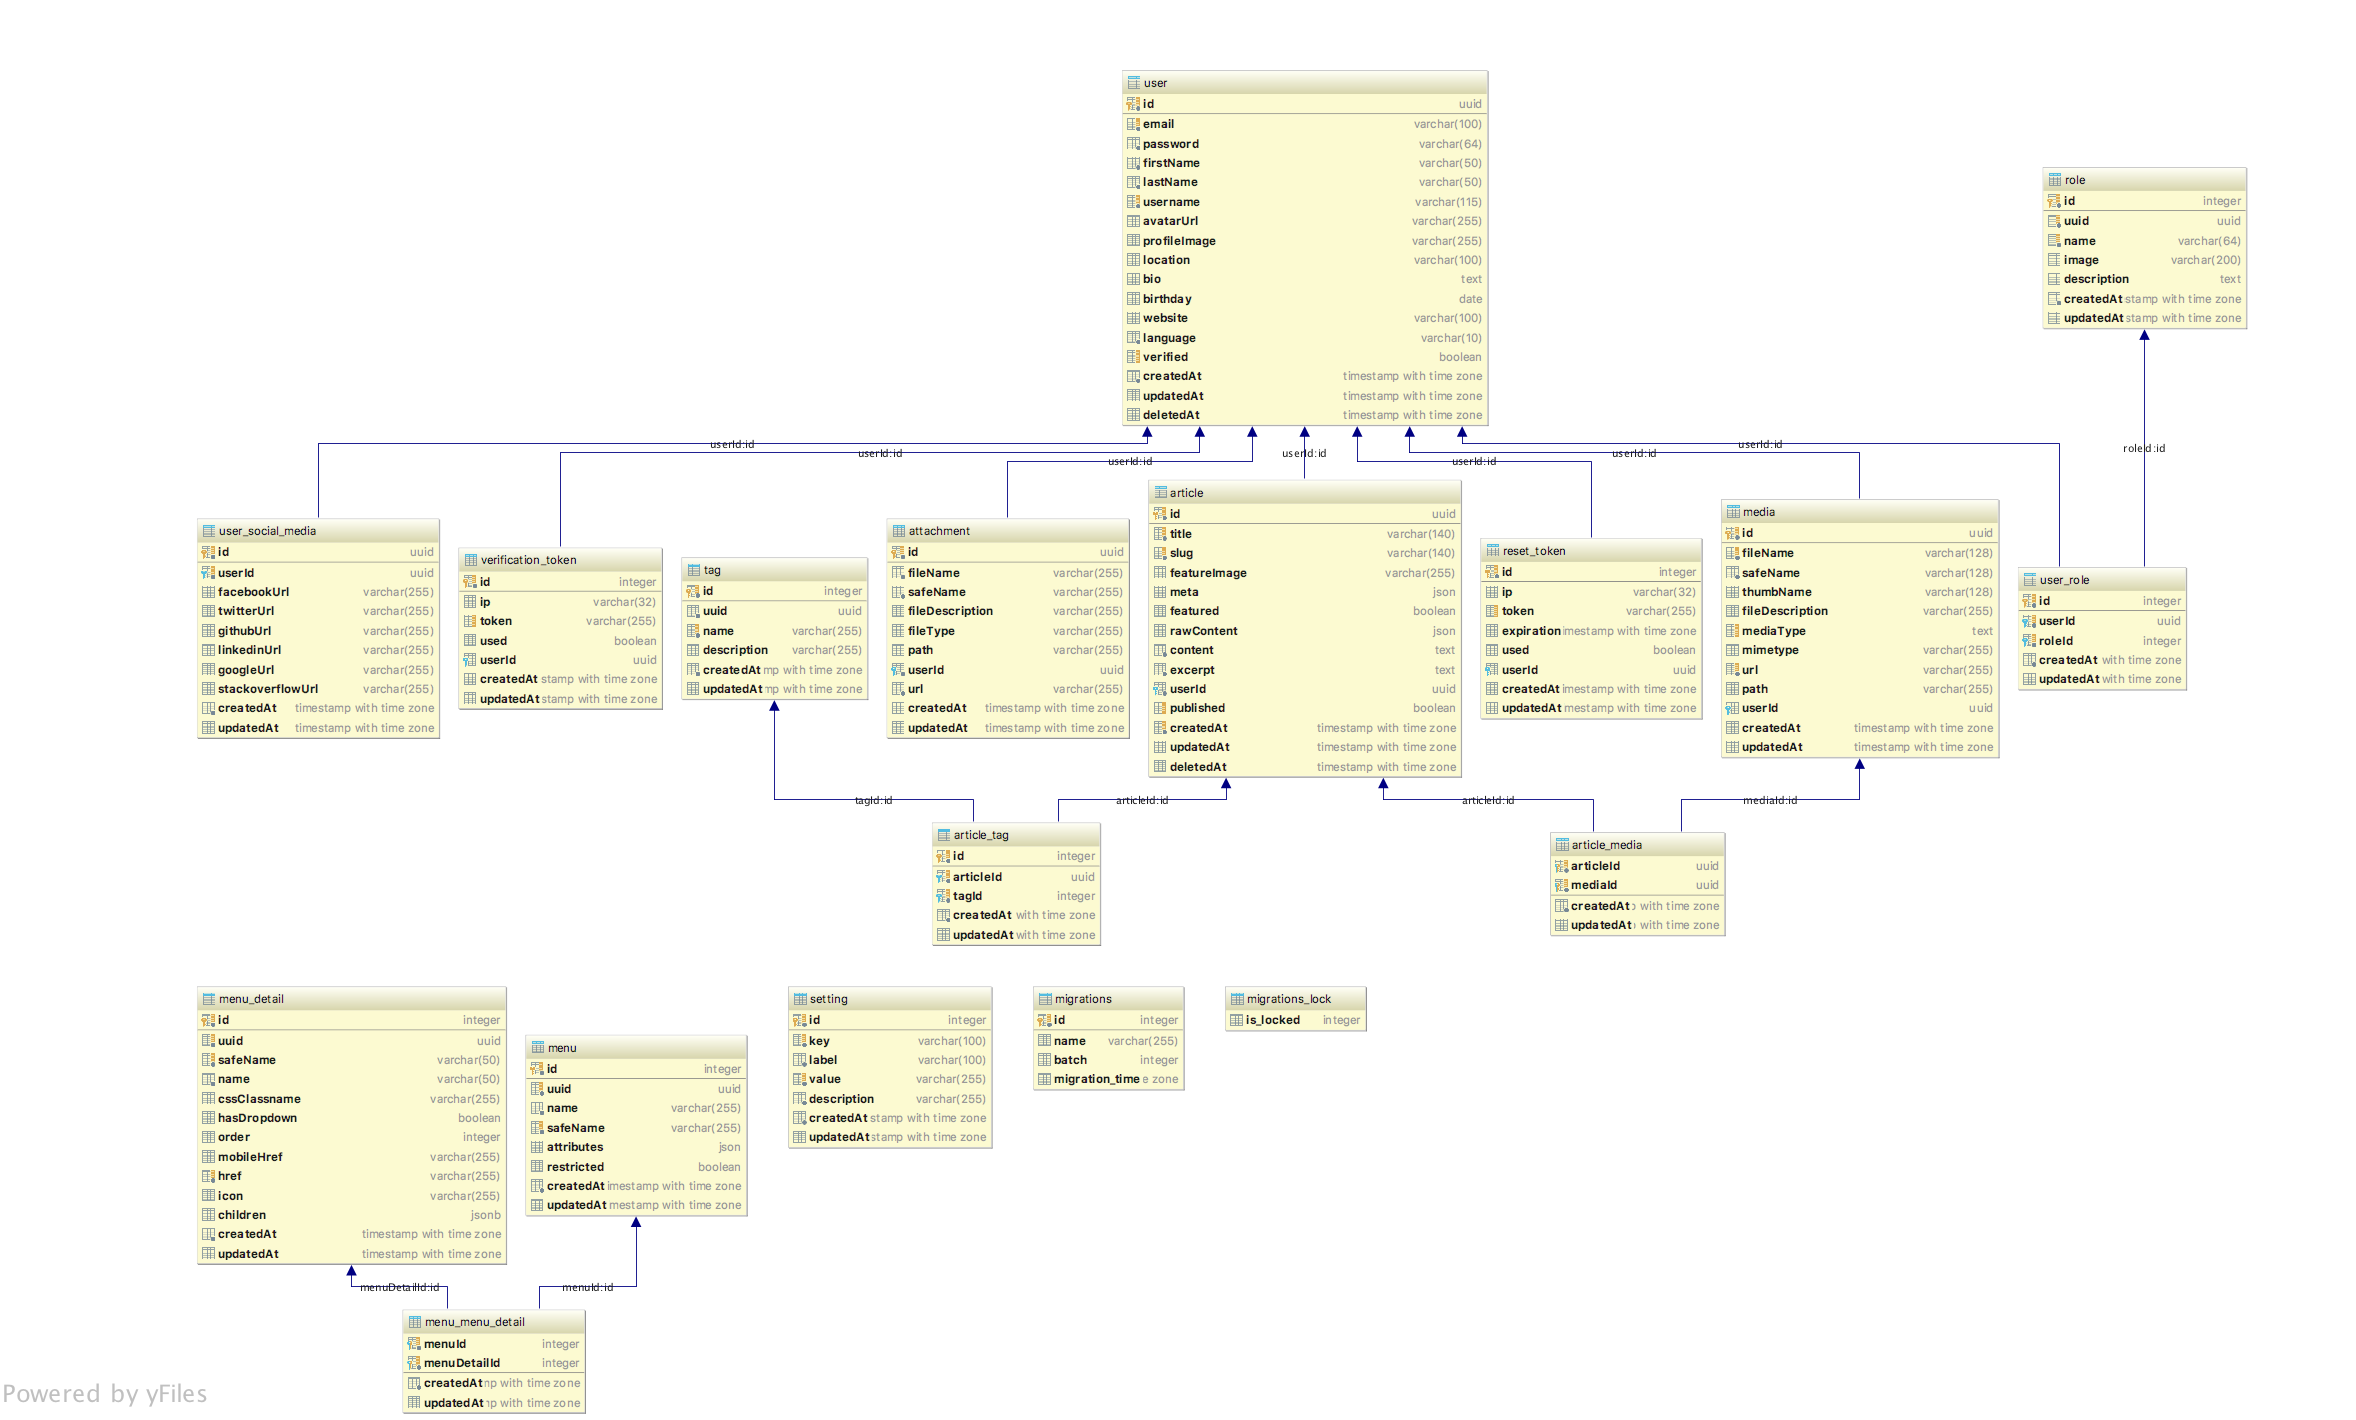 user
id uuid
email varchar(100)
password varchar(64)
firstName varchar(50)
lastName varchar(50)
username varchar(115)
avatarUrl varchar(255)
profileImage varchar(255)
location varchar(100)
bio text
birthday date
website varchar(100)
language varchar(10)
verified boolean
createdAt timestamp with time zone
updatedAt timestamp with time zone
deletedAt timestamp with time zone
role
id integer
uuid uuid
name varchar(64)
image varchar(200)
description text
createdAt stamp with time zone
updatedAt stamp with time zone
userId:id
userId:id
userId:id
userId:id
userId:id
userId:id
userId:id
roleId:id
user_social_media
id uuid
userId uuid
facebookUrl varchar(255)
twitterUrl varchar(255)
githubUrl varchar(255)
linkedinUrl varchar(255)
googleUrl varchar(255)
stackoverflowUrl varchar(255)
createdAt timestamp with time zone
updatedAt timestamp with time zone
verification_token
id integer
ip varchar(32)
token varchar(255)
used boolean
userId uuid
createdAt stamp with time zone
updatedAt stamp with time zone
tag
id integer
uuid uuid
name varchar(255)
description varchar(255)
createdAt mp with time zone
updatedAt mp with time zone
attachment
id uuid
fileName varchar(255)
safeName varchar(255)
fileDescription varchar(255)
fileType varchar(255)
path varchar(255)
userId uuid
url varchar(255)
createdAt timestamp with time zone
updatedAt timestamp with time zone
article
id uuid
title varchar(140)
slug varchar(140)
featureImage varchar(255)
meta json
featured boolean
rawContent json
content text
excerpt text
userId uuid
published boolean
createdAt timestamp with time zone
updatedAt timestamp with time zone
deletedAt timestamp with time zone
reset_token
id integer
ip varchar(32)
token varchar(255)
expiration imestamp with time zone
used boolean
userId uuid
createdAt imestamp with time zone
updatedAt mestamp with time zone
media
id uuid
fileName varchar(128)
safeName varchar(128)
thumbName varchar(128)
fileDescription varchar(255)
mediaType text
mimetype varchar(255)
url varchar(255)
path varchar(255)
userId uuid
createdAt timestamp with time zone
updatedAt timestamp with time zone
user_role
id integer
userId uuid
roleId integer
createdAt with time zone
updatedAt with time zone
tagId:id
articleId:id
articleId:id
mediaId:id
article_tag
id integer
articleId uuid
tagId integer
createdAt with time zone
updatedAt with time zone
article_media
articleId uuid
mediaId uuid
createdAt with time zone
updatedAt with time zone
menu_detail
id integer
uuid uuid
safeName varchar(50)
name varchar(50)
cssClassname varchar(255)
hasDropdown boolean
order integer
mobileHref varchar(255)
href varchar(255)
icon varchar(255)
children jsonb
createdAt timestamp with time zone
updatedAt timestamp with time zone
menu
id integer
uuid uuid
name varchar(255)
safeName varchar(255)
attributes json
restricted boolean
createdAt imestamp with time zone
updatedAt mestamp with time zone
setting
id integer
key varchar(100)
label varchar(100)
value varchar(255)
description varchar(255)
createdAt stamp with time zone
updatedAt stamp with time zone
migrations
id integer
name varchar(255)
batch integer
migration_time e zone
migrations_lock
is_locked integer
menuDetailId:id
menuId:id
menu_menu_detail
menuId integer
menuDetailId integer
createdAt np with time zone
updatedAt p with time zone
Powered by yFiles